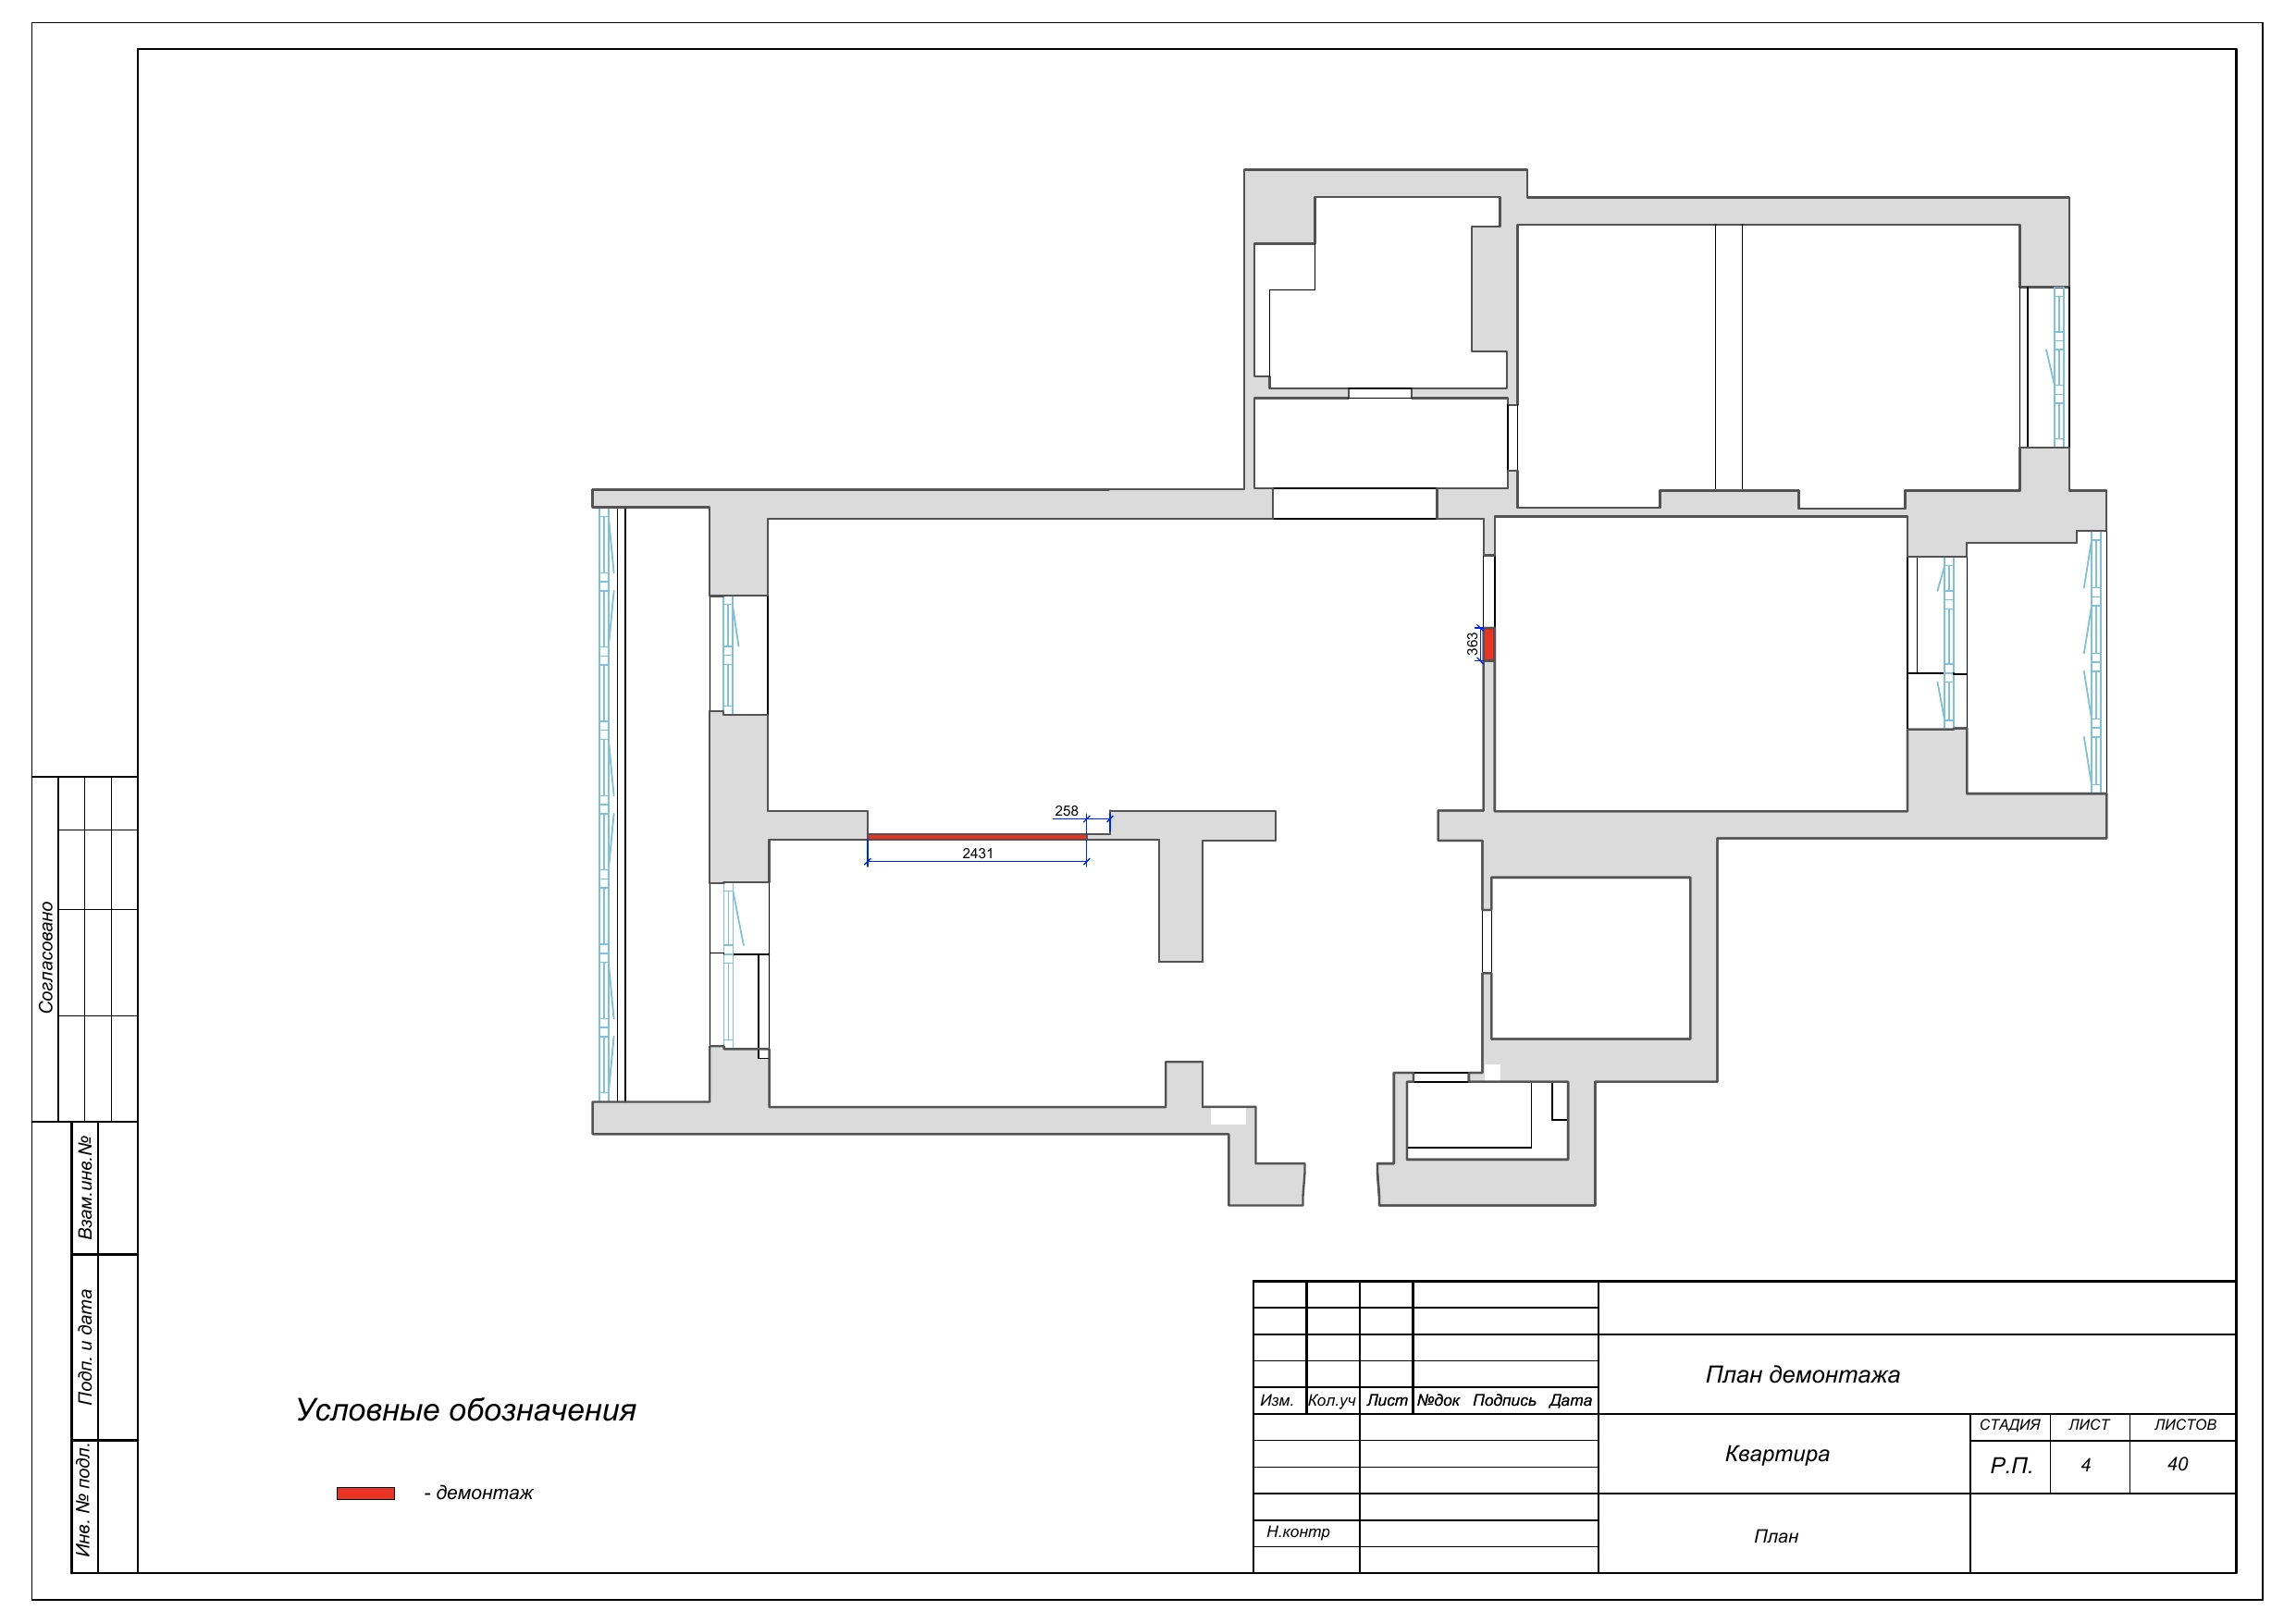 363
258
2431
Согласовано
Взам.инв.№
Подп. и дата
Инв. № подл.
Условные обозначения
- демонтаж
План демонтажа
Изм. Кол.уч Лист №док Подпись Дата
Квартира
СТАДИЯ ЛИСТ ЛИСТОВ
Р.П. 4 40
Н.контр
План